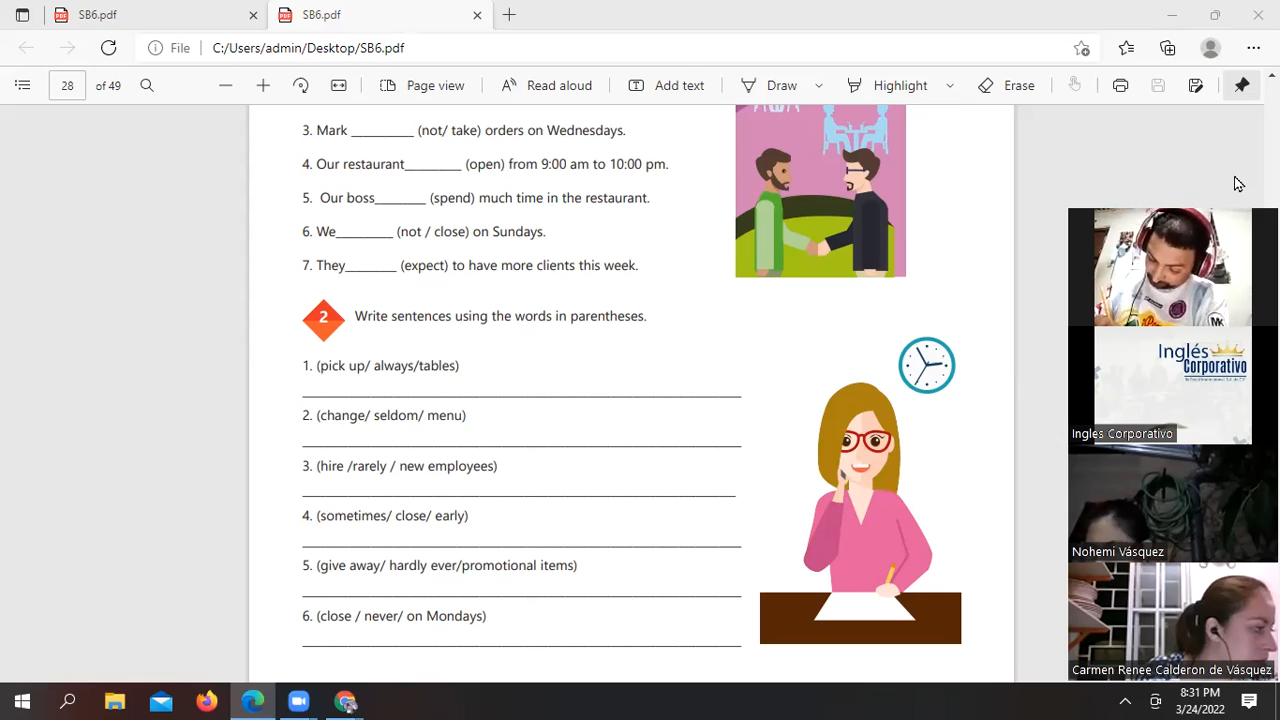 SB6.pdf
SB6.pdf
File C:/Users/admin/Desktop/SB6.pdf
28 of 49 Page view Read aloud Add text Draw Highlight Erase
3. Mark __________ (not/ take) orders on Wednesdays.
4. Our restaurant_________ (open) from 9:00 am to 10:00 pm.
5. Our boss________ (spend) much time in the restaurant.
6. We_________ (not / close) on Sundays.
7. They________ (expect) to have more clients this week.
2 Write sentences using the words in parentheses.
1. (pick up/ always/tables)
2. (change/ seldom/ menu)
3. (hire /rarely / new employees)
4. (sometimes/ close/ early)
5. (give away/ hardly ever/promotional items)
6. (close / never/ on Mondays)
MK
Inglés
Corporativo
Ingles Corporativo
Nohemi Vásquez
Carmen Renee Calderon de Vásquez
8:31 PM
3/24/2022